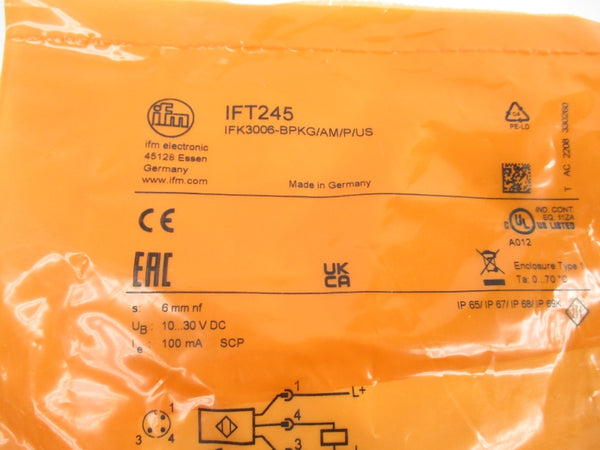 ifm
IFT245
IFK3006-BPKG/AM/P/US
ifm electronic
45128 Essen
Germany
www.ifm.com
Made in Germany
04
PE-LD
T AC 2208 330260
CE
C UL US LISTED
IND. CONT.
EQ. 11ZA
A012
EAC
UK
CA
Enclosure Type 1
Ta: 0...70 °C
s: 6 mm nf
UB: 10...30 V DC
Ie: 100 mA SCP
IP 65/ IP 67/ IP 68/ IP 69K
1
3 4
1 L+
4
3